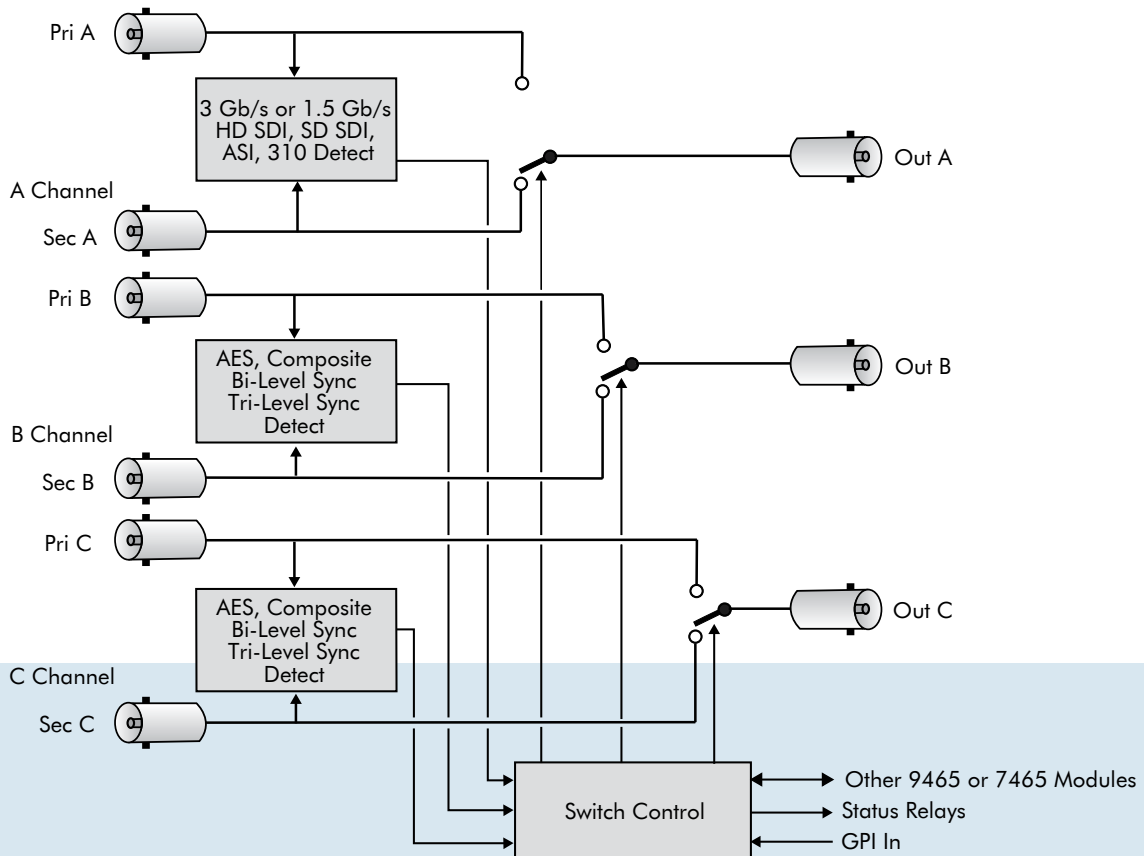 Pri A
3 Gb/s or 1.5 Gb/s
HD SDI, SD SDI,
ASI, 310 Detect
Out A
A Channel
Sec A
Pri B
AES, Composite
Bi-Level Sync
Tri-Level Sync
Detect
Out B
B Channel
Sec B
Pri C
AES, Composite
Bi-Level Sync
Tri-Level Sync
Detect
Out C
C Channel
Sec C
Switch Control
Other 9465 or 7465 Modules
Status Relays
GPI In